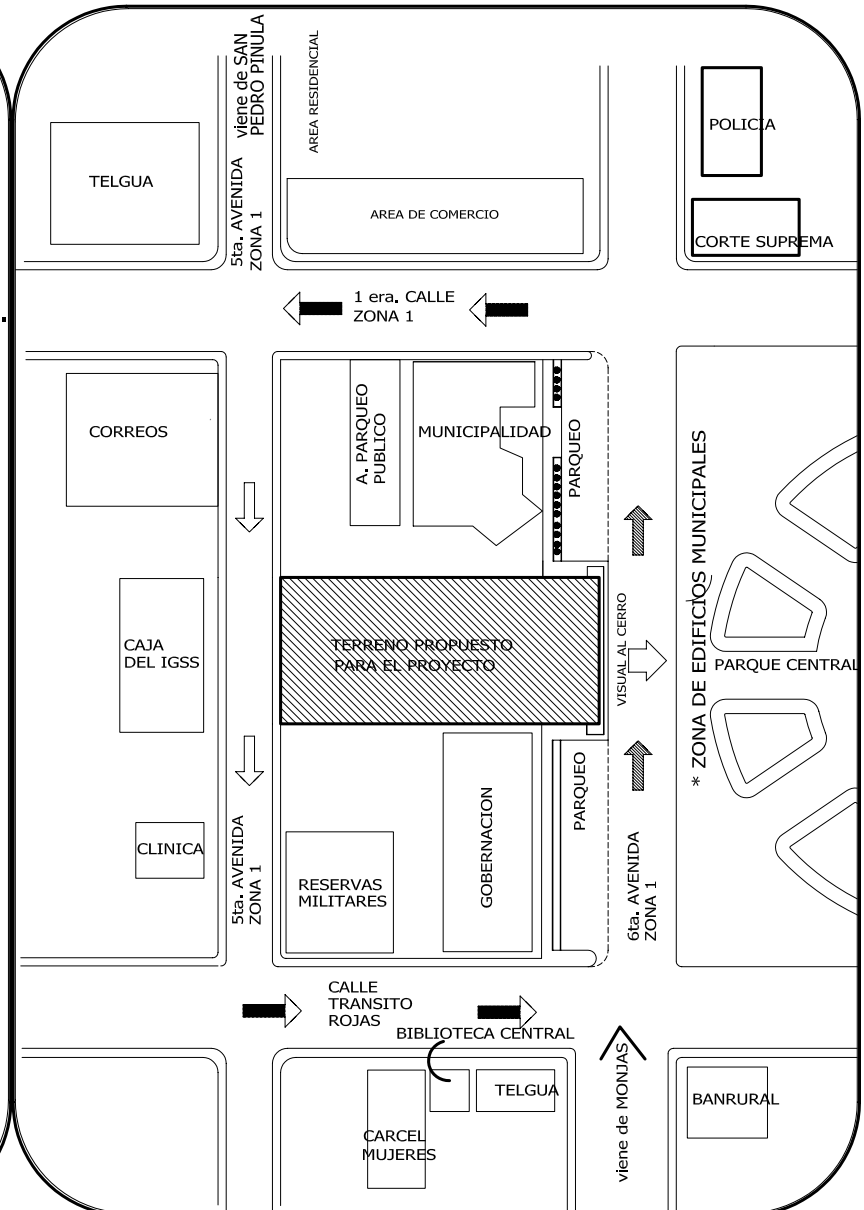 viene de SAN
PEDRO PINULA
AREA RESIDENCIAL
POLICIA
TELGUA
5ta. AVENIDA
ZONA 1
AREA DE COMERCIO
CORTE SUPREMA
1 era. CALLE
ZONA 1
CORREOS
A. PARQUEO
PUBLICO
MUNICIPALIDAD
PARQUEO
* ZONA DE EDIFICIOS MUNICIPALES
CAJA
DEL IGSS
TERRENO PROPUESTO
PARA EL PROYECTO
VISUAL AL CERRO
PARQUE CENTRAL
CLINICA
5ta. AVENIDA
ZONA 1
RESERVAS
MILITARES
GOBERNACION
PARQUEO
6ta. AVENIDA
ZONA 1
CALLE
TRANSITO
ROJAS
BIBLIOTECA CENTRAL
TELGUA
CARCEL
MUJERES
viene de MONJAS
BANRURAL